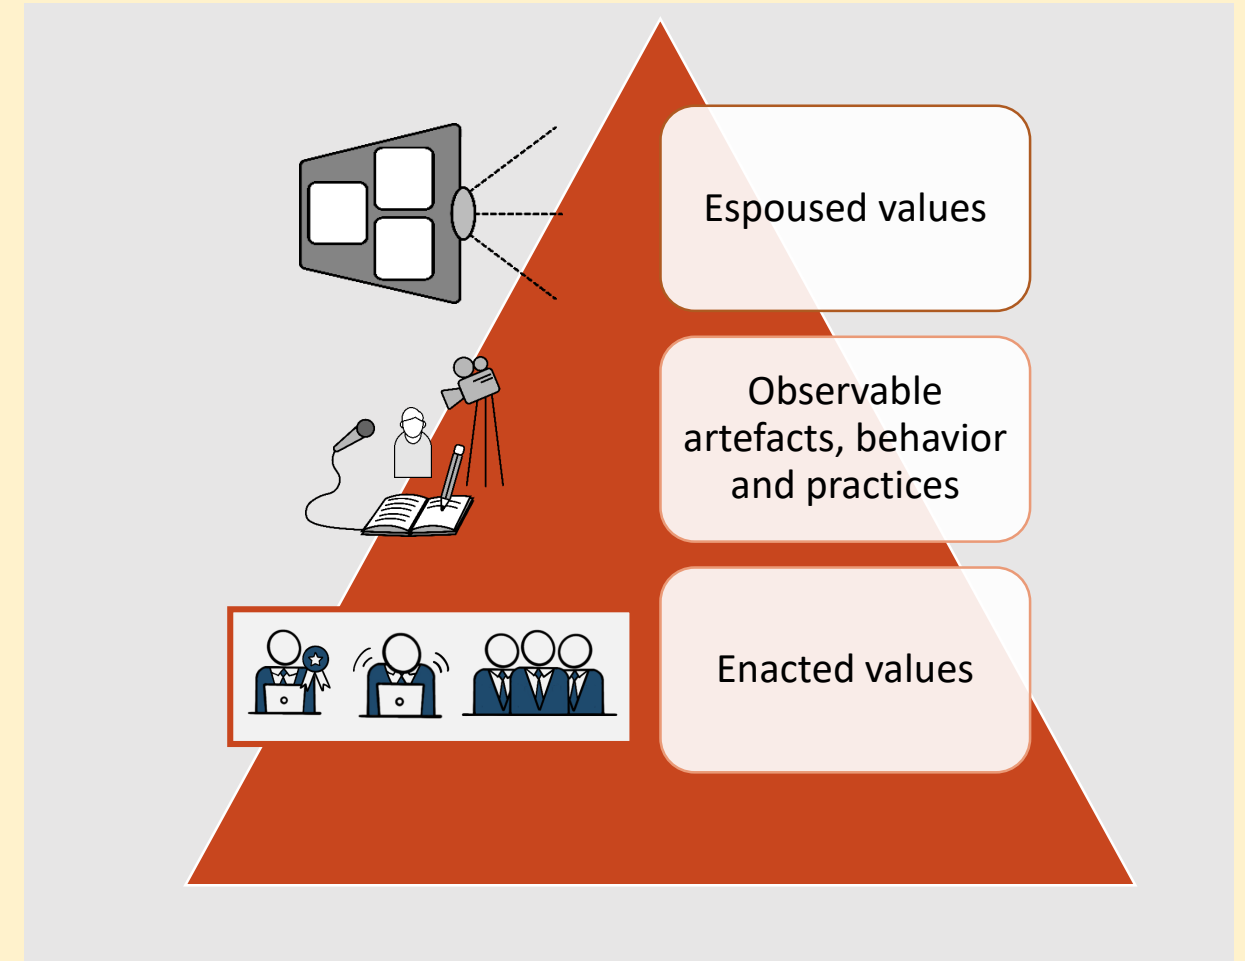 Espoused values
Observable
artefacts, behavior
and practices
Enacted values